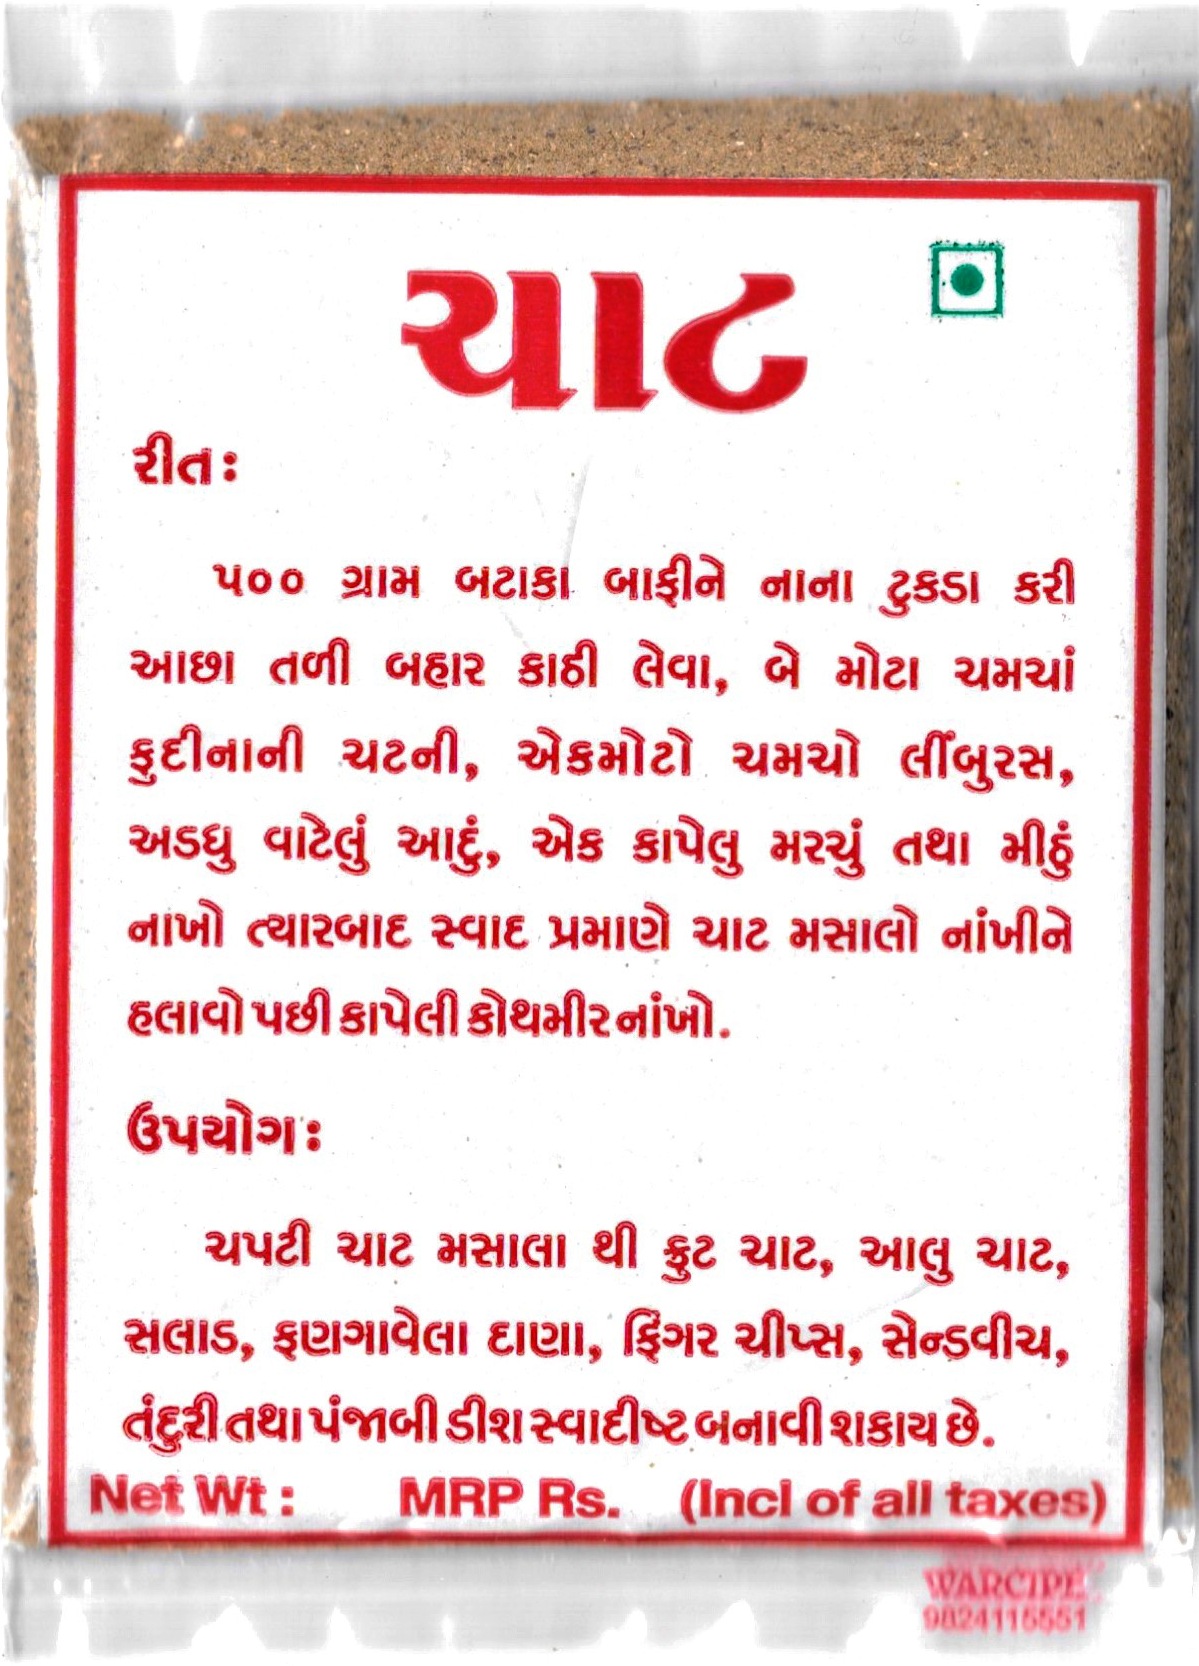 ચાટ
રીતઃ
૫૦૦ ગ્રામ બટાકા બાફીને નાના ટુકડા કરી
આછા તળી બહાર કાઠી લેવા, બે મોટા ચમચાં
ફુદીનાની ચટની, એકમોટો ચમચો લીંબુરસ,
અડધુ વાટેલું આદું, એક કાપેલુ મરચું તથા મીઠું
નાખો ત્યારબાદ સ્વાદ પ્રમાણે ચાટ મસાલો નાંખીને
હલાવો પછી કાપેલી કોથમીર નાંખો.
ઉપયોગઃ
ચપટી ચાટ મસાલા થી ફ્રુટ ચાટ, આલુ ચાટ,
સલાડ, ફણગાવેલા દાણા, ફિંગર ચીપ્સ, સેન્ડવીચ,
તંદુરી તથા પંજાબી ડીશ સ્વાદીષ્ટ બનાવી શકાય છે.
Net Wt : MRP Rs. (Incl of all taxes)
WARCIPE
9824115551